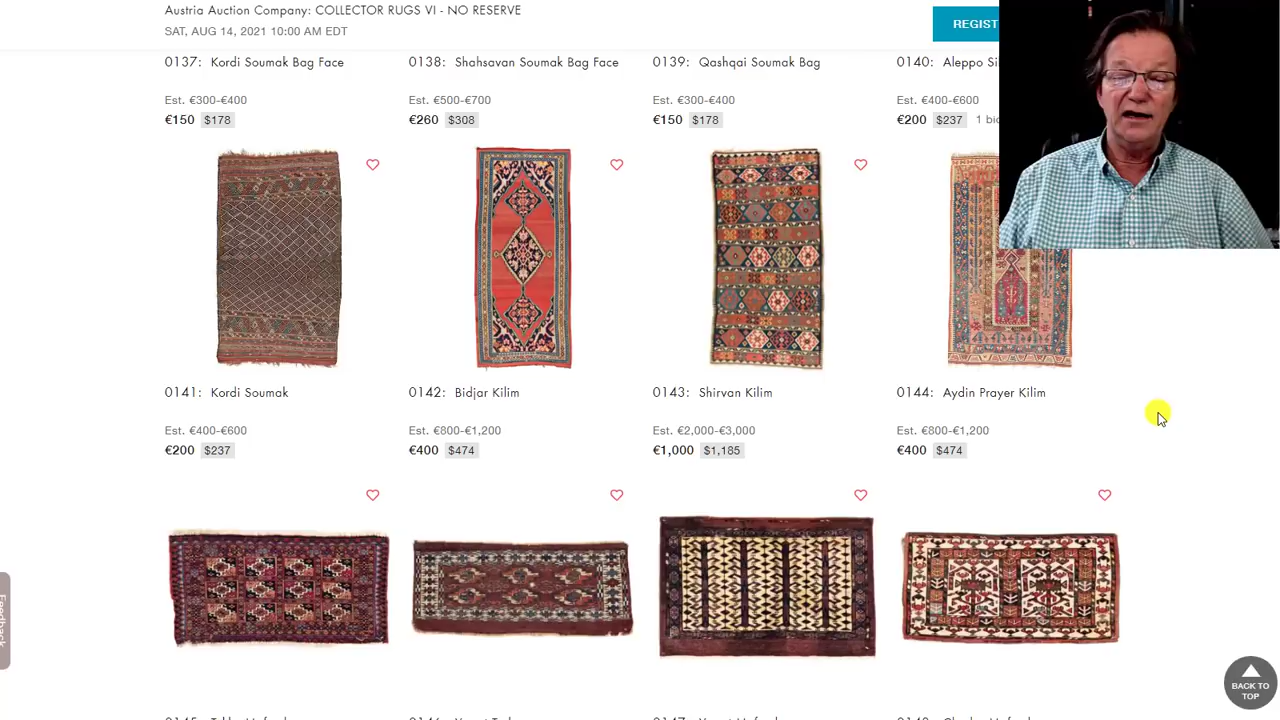 Austria Auction Company: COLLECTOR RUGS VI - NO RESERVE
SAT, AUG 14, 2021 10:00 AM EDT
REGIST
0137: Kordi Soumak Bag Face
0138: Shahsavan Soumak Bag Face
0139: Qashqai Soumak Bag
0140: Aleppo
Est. €300-€400
Est. €500-€700
Est. €300-€400
Est. €400-€600
€150 $178
€260 $308
€150 $178
€200 $237 1
0141: Kordi Soumak
0142: Bidjar Kilim
0143: Shirvan Kilim
0144: Aydin Prayer Kilim
Est. €400-€600
Est. €800-€1,200
Est. €2,000-€3,000
Est. €800-€1,200
€200 $237
€400 $474
€1,000 $1,185
€400 $474
Feedback
BACK TO
TOP